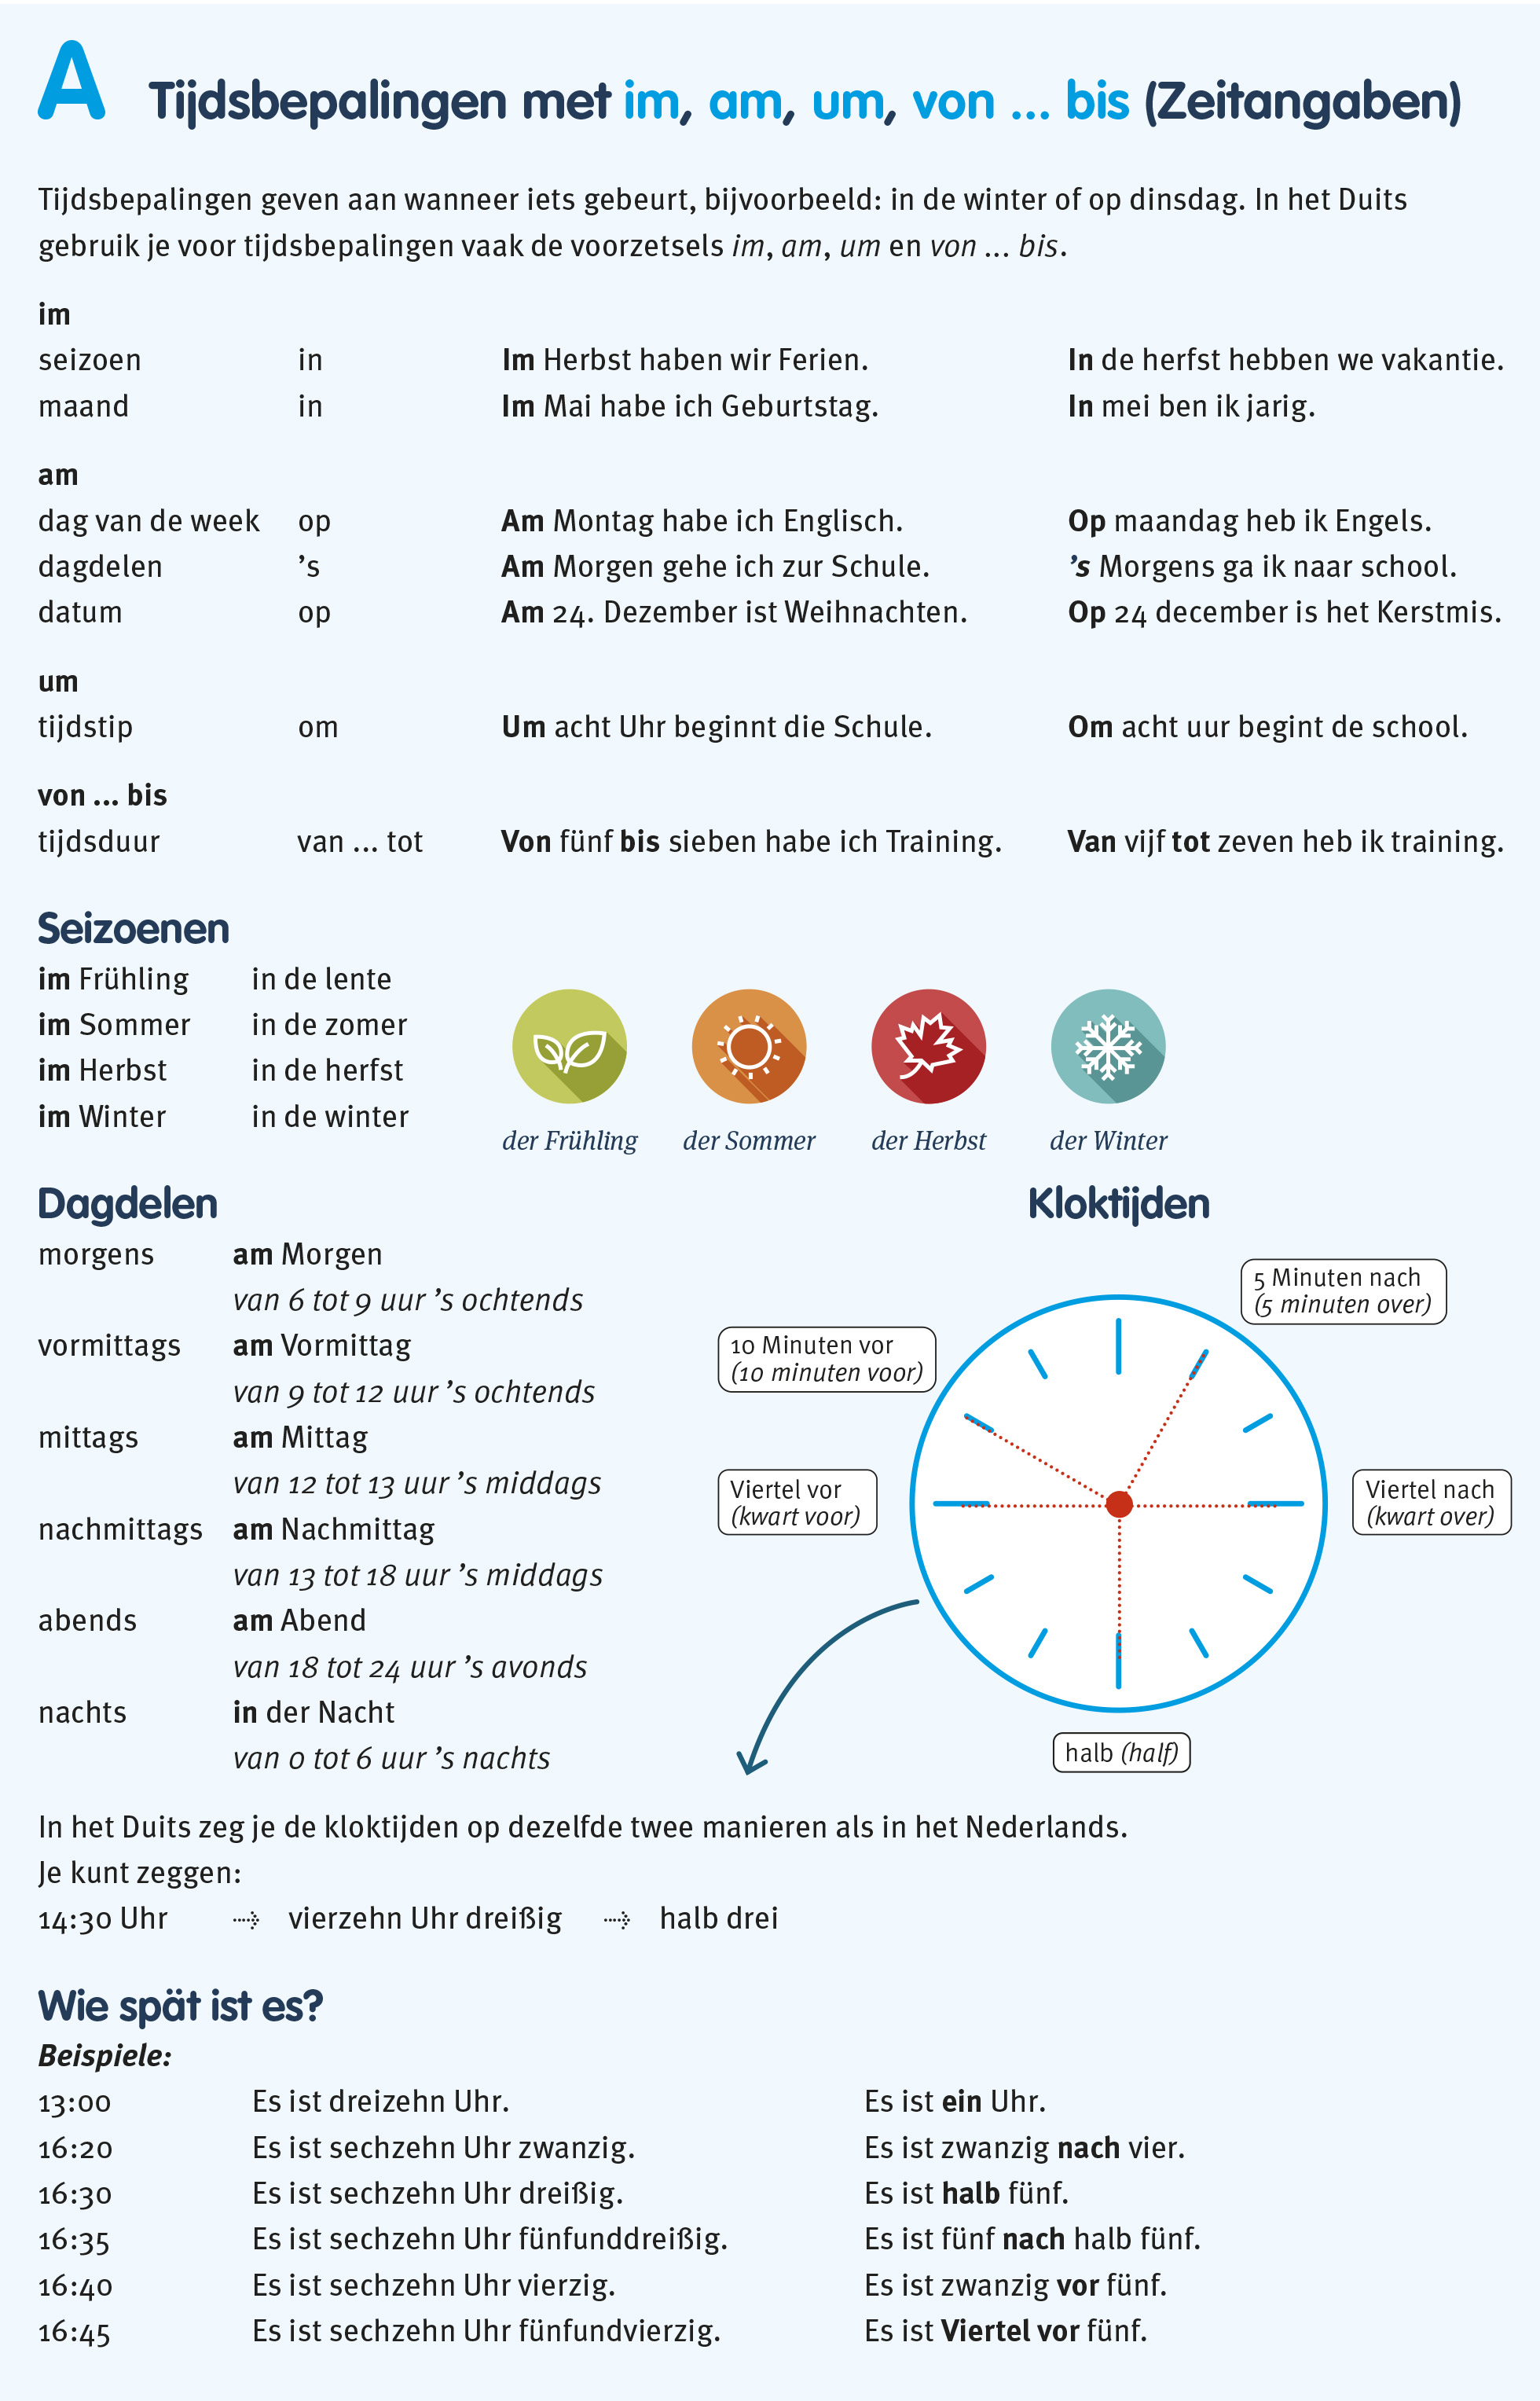 A Tijdsbepalingen met im, am, um, von ... bis (Zeitangaben)
Tijdsbepalingen geven aan wanneer iets gebeurt, bijvoorbeeld: in de winter of op dinsdag. In het Duits
gebruik je voor tijdsbepalingen vaak de voorzetsels im, am, um en von ... bis.
im
seizoen in Im Herbst haben wir Ferien. In de herfst hebben we vakantie.
maand in Im Mai habe ich Geburtstag. In mei ben ik jarig.
am
dag van de week op Am Montag habe ich Englisch. Op maandag heb ik Engels.
dagdelen ’s Am Morgen gehe ich zur Schule. ’s Morgens ga ik naar school.
datum op Am 24. Dezember ist Weihnachten. Op 24 december is het Kerstmis.
um
tijdstip om Um acht Uhr beginnt die Schule. Om acht uur begint de school.
von ... bis
tijdsduur van ... tot Von fünf bis sieben habe ich Training. Van vijf tot zeven heb ik training.
Seizoenen
im Frühling in de lente
im Sommer in de zomer
im Herbst in de herfst
im Winter in de winter
der Frühling der Sommer der Herbst der Winter
Dagdelen
morgens am Morgen
van 6 tot 9 uur ’s ochtends
vormittags am Vormittag
van 9 tot 12 uur ’s ochtends
mittags am Mittag
van 12 tot 13 uur ’s middags
nachmittags am Nachmittag
van 13 tot 18 uur ’s middags
abends am Abend
van 18 tot 24 uur ’s avonds
nachts in der Nacht
van 0 tot 6 uur ’s nachts
Kloktijden
5 Minuten nach
(5 minuten over)
10 Minuten vor
(10 minuten voor)
Viertel vor
(kwart voor)
Viertel nach
(kwart over)
halb (half)
In het Duits zeg je de kloktijden op dezelfde twee manieren als in het Nederlands.
Je kunt zeggen:
14:30 Uhr vierzehn Uhr dreißig halb drei
Wie spät ist es?
Beispiele:
13:00 Es ist dreizehn Uhr. Es ist ein Uhr.
16:20 Es ist sechzehn Uhr zwanzig. Es ist zwanzig nach vier.
16:30 Es ist sechzehn Uhr dreißig. Es ist halb fünf.
16:35 Es ist sechzehn Uhr fünfunddreißig. Es ist fünf nach halb fünf.
16:40 Es ist sechzehn Uhr vierzig. Es ist zwanzig vor fünf.
16:45 Es ist sechzehn Uhr fünfundvierzig. Es ist Viertel vor fünf.